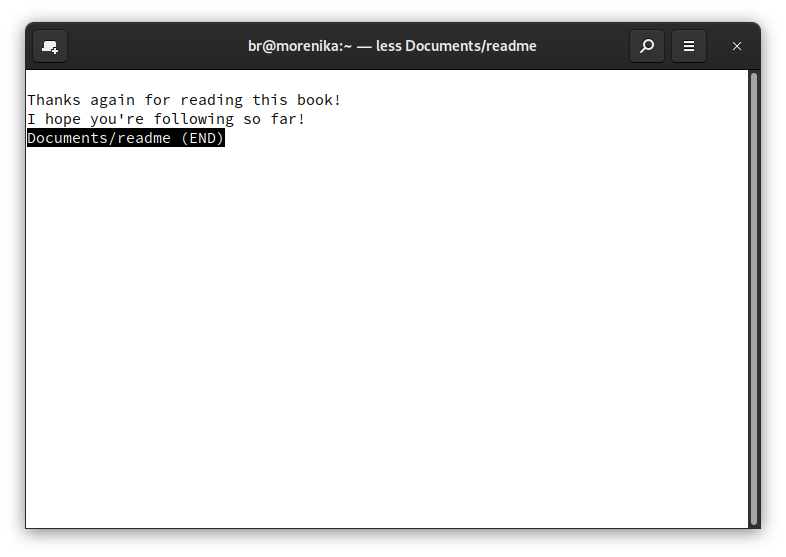 br@morenika:~ — less Documents/readme
Thanks again for reading this book!
I hope you're following so far!
Documents/readme (END)